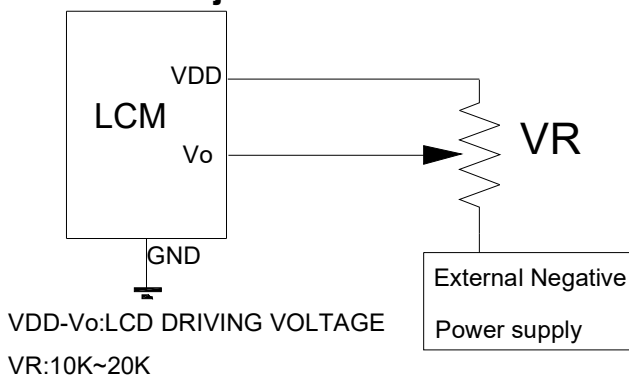 VDD
LCM
Vo
VR
GND
External Negative
Power supply
VDD-Vo:LCD DRIVING VOLTAGE
VR:10K~20K